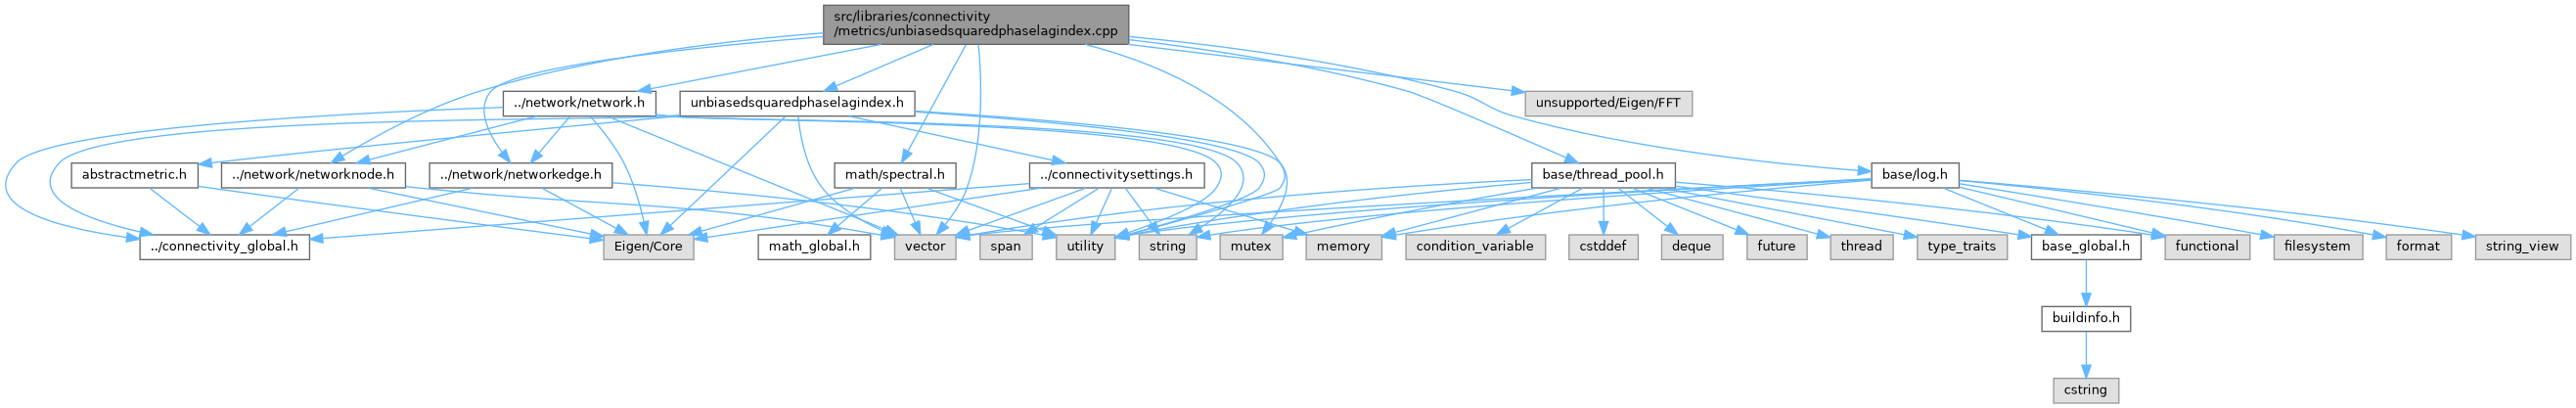 src/libraries/connectivity
/metrics/unbiasedsquaredphaselagindex.cpp
../network/network.h
unbiasedsquaredphaselagindex.h
unsupported/Eigen/FFT
abstractmetric.h
../network/networknode.h
../network/networkedge.h
math/spectral.h
../connectivitysettings.h
base/thread_pool.h
base/log.h
../connectivity_global.h
Eigen/Core
math_global.h
vector
span
utility
string
mutex
memory
condition_variable
cstddef
deque
future
thread
type_traits
base_global.h
functional
filesystem
format
string_view
buildinfo.h
cstring